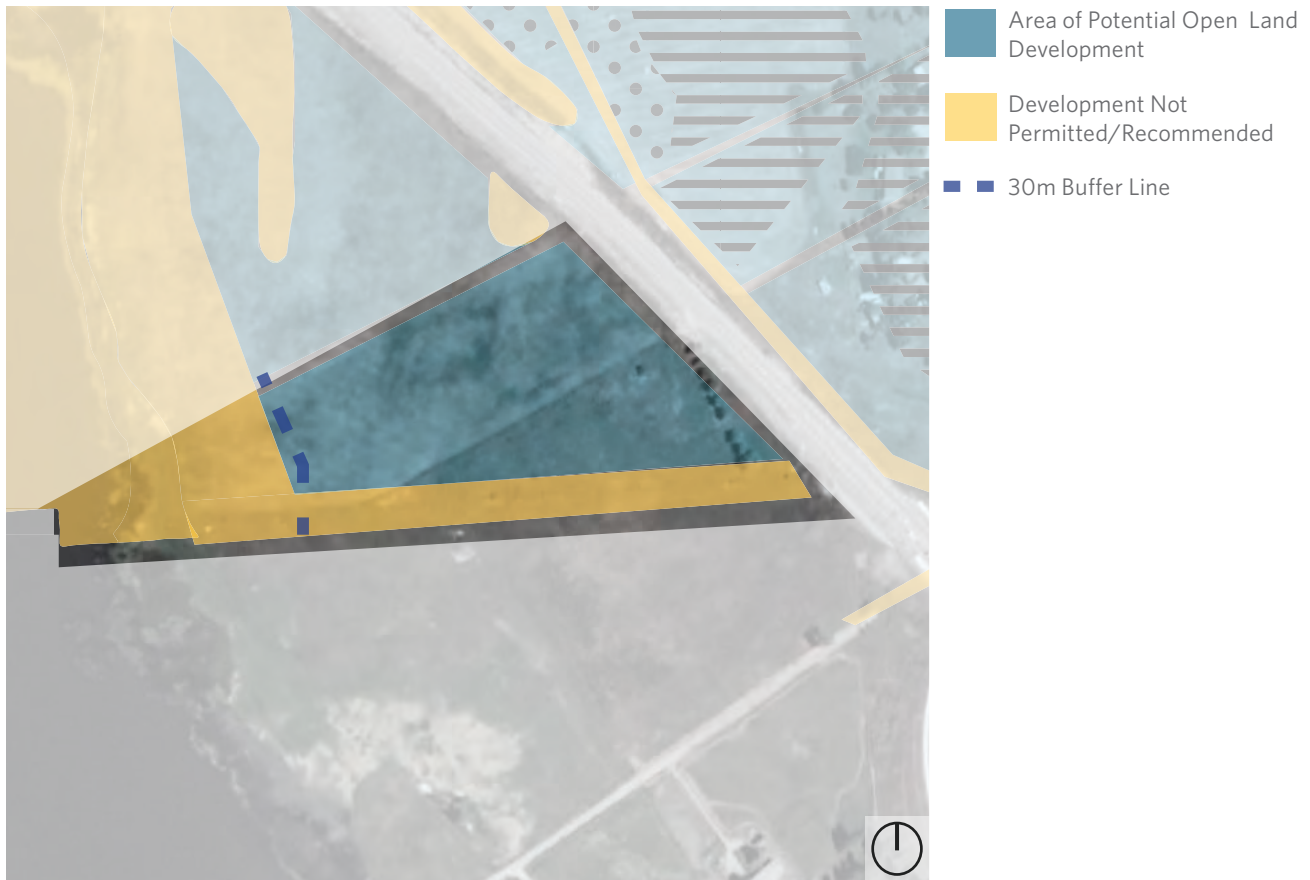 Area of Potential Open Land
Development
Development Not
Permitted/Recommended
30m Buffer Line